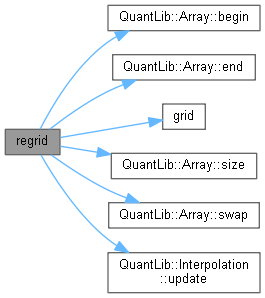 regrid
QuantLib::Array::begin
QuantLib::Array::end
grid
QuantLib::Array::size
QuantLib::Array::swap
QuantLib::Interpolation
::update